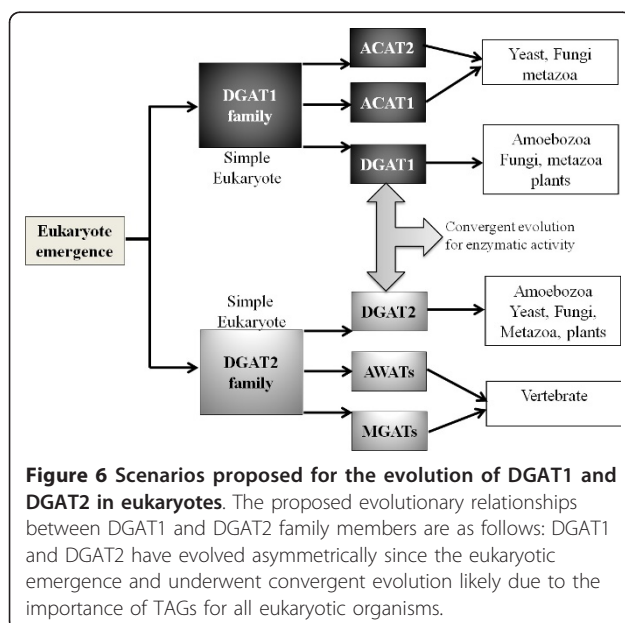 ACAT2
Yeast, Fungi
metazoa
DGAT1
family
ACAT1
Simple
Eukaryote
DGAT1
Amoebozoa
Fungi, metazoa
plants
Eukaryote
emergence
Convergent evolution
for enzymatic activity
Simple
Eukaryote
DGAT2
Amoebozoa
Yeast, Fungi,
Metazoa, plants
DGAT2
family
AWATs
Vertebrate
MGATs
Figure 6 Scenarios proposed for the evolution of DGAT1 and
DGAT2 in eukaryotes. The proposed evolutionary relationships
between DGAT1 and DGAT2 family members are as follows: DGAT1
and DGAT2 have evolved asymmetrically since the eukaryotic
emergence and underwent convergent evolution likely due to the
importance of TAGs for all eukaryotic organisms.